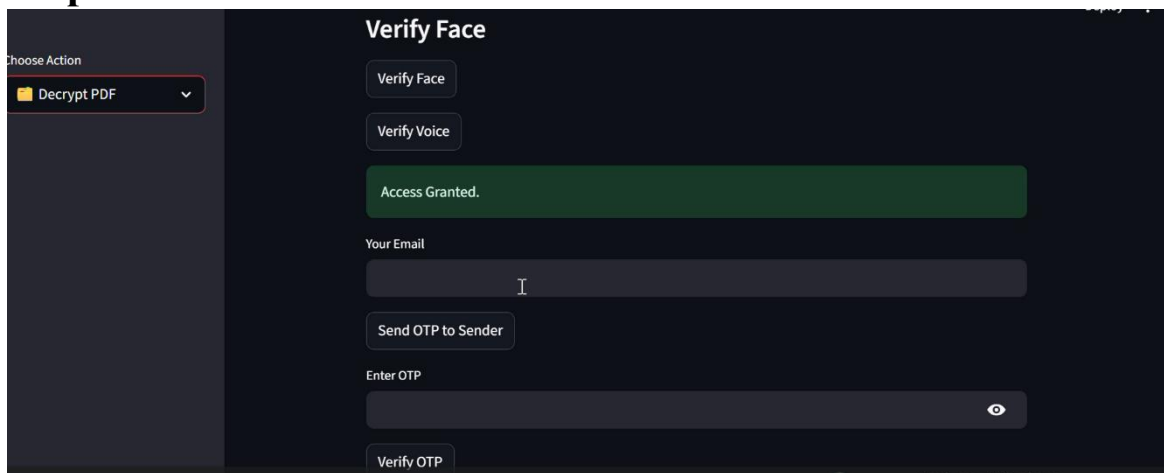 Verify Face
Choose Action
Decrypt PDF
Verify Face
Verify Voice
Access Granted.
Your Email
Send OTP to Sender
Enter OTP
Verify OTP